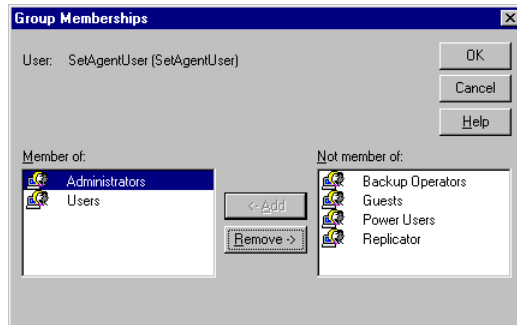 Group Memberships
User: SetAgentUser (SetAgentUser)
OK
Cancel
Help
Member of:
Administrators
Users
<-Add
Remove ->
Not member of:
Backup Operators
Guests
Power Users
Replicator